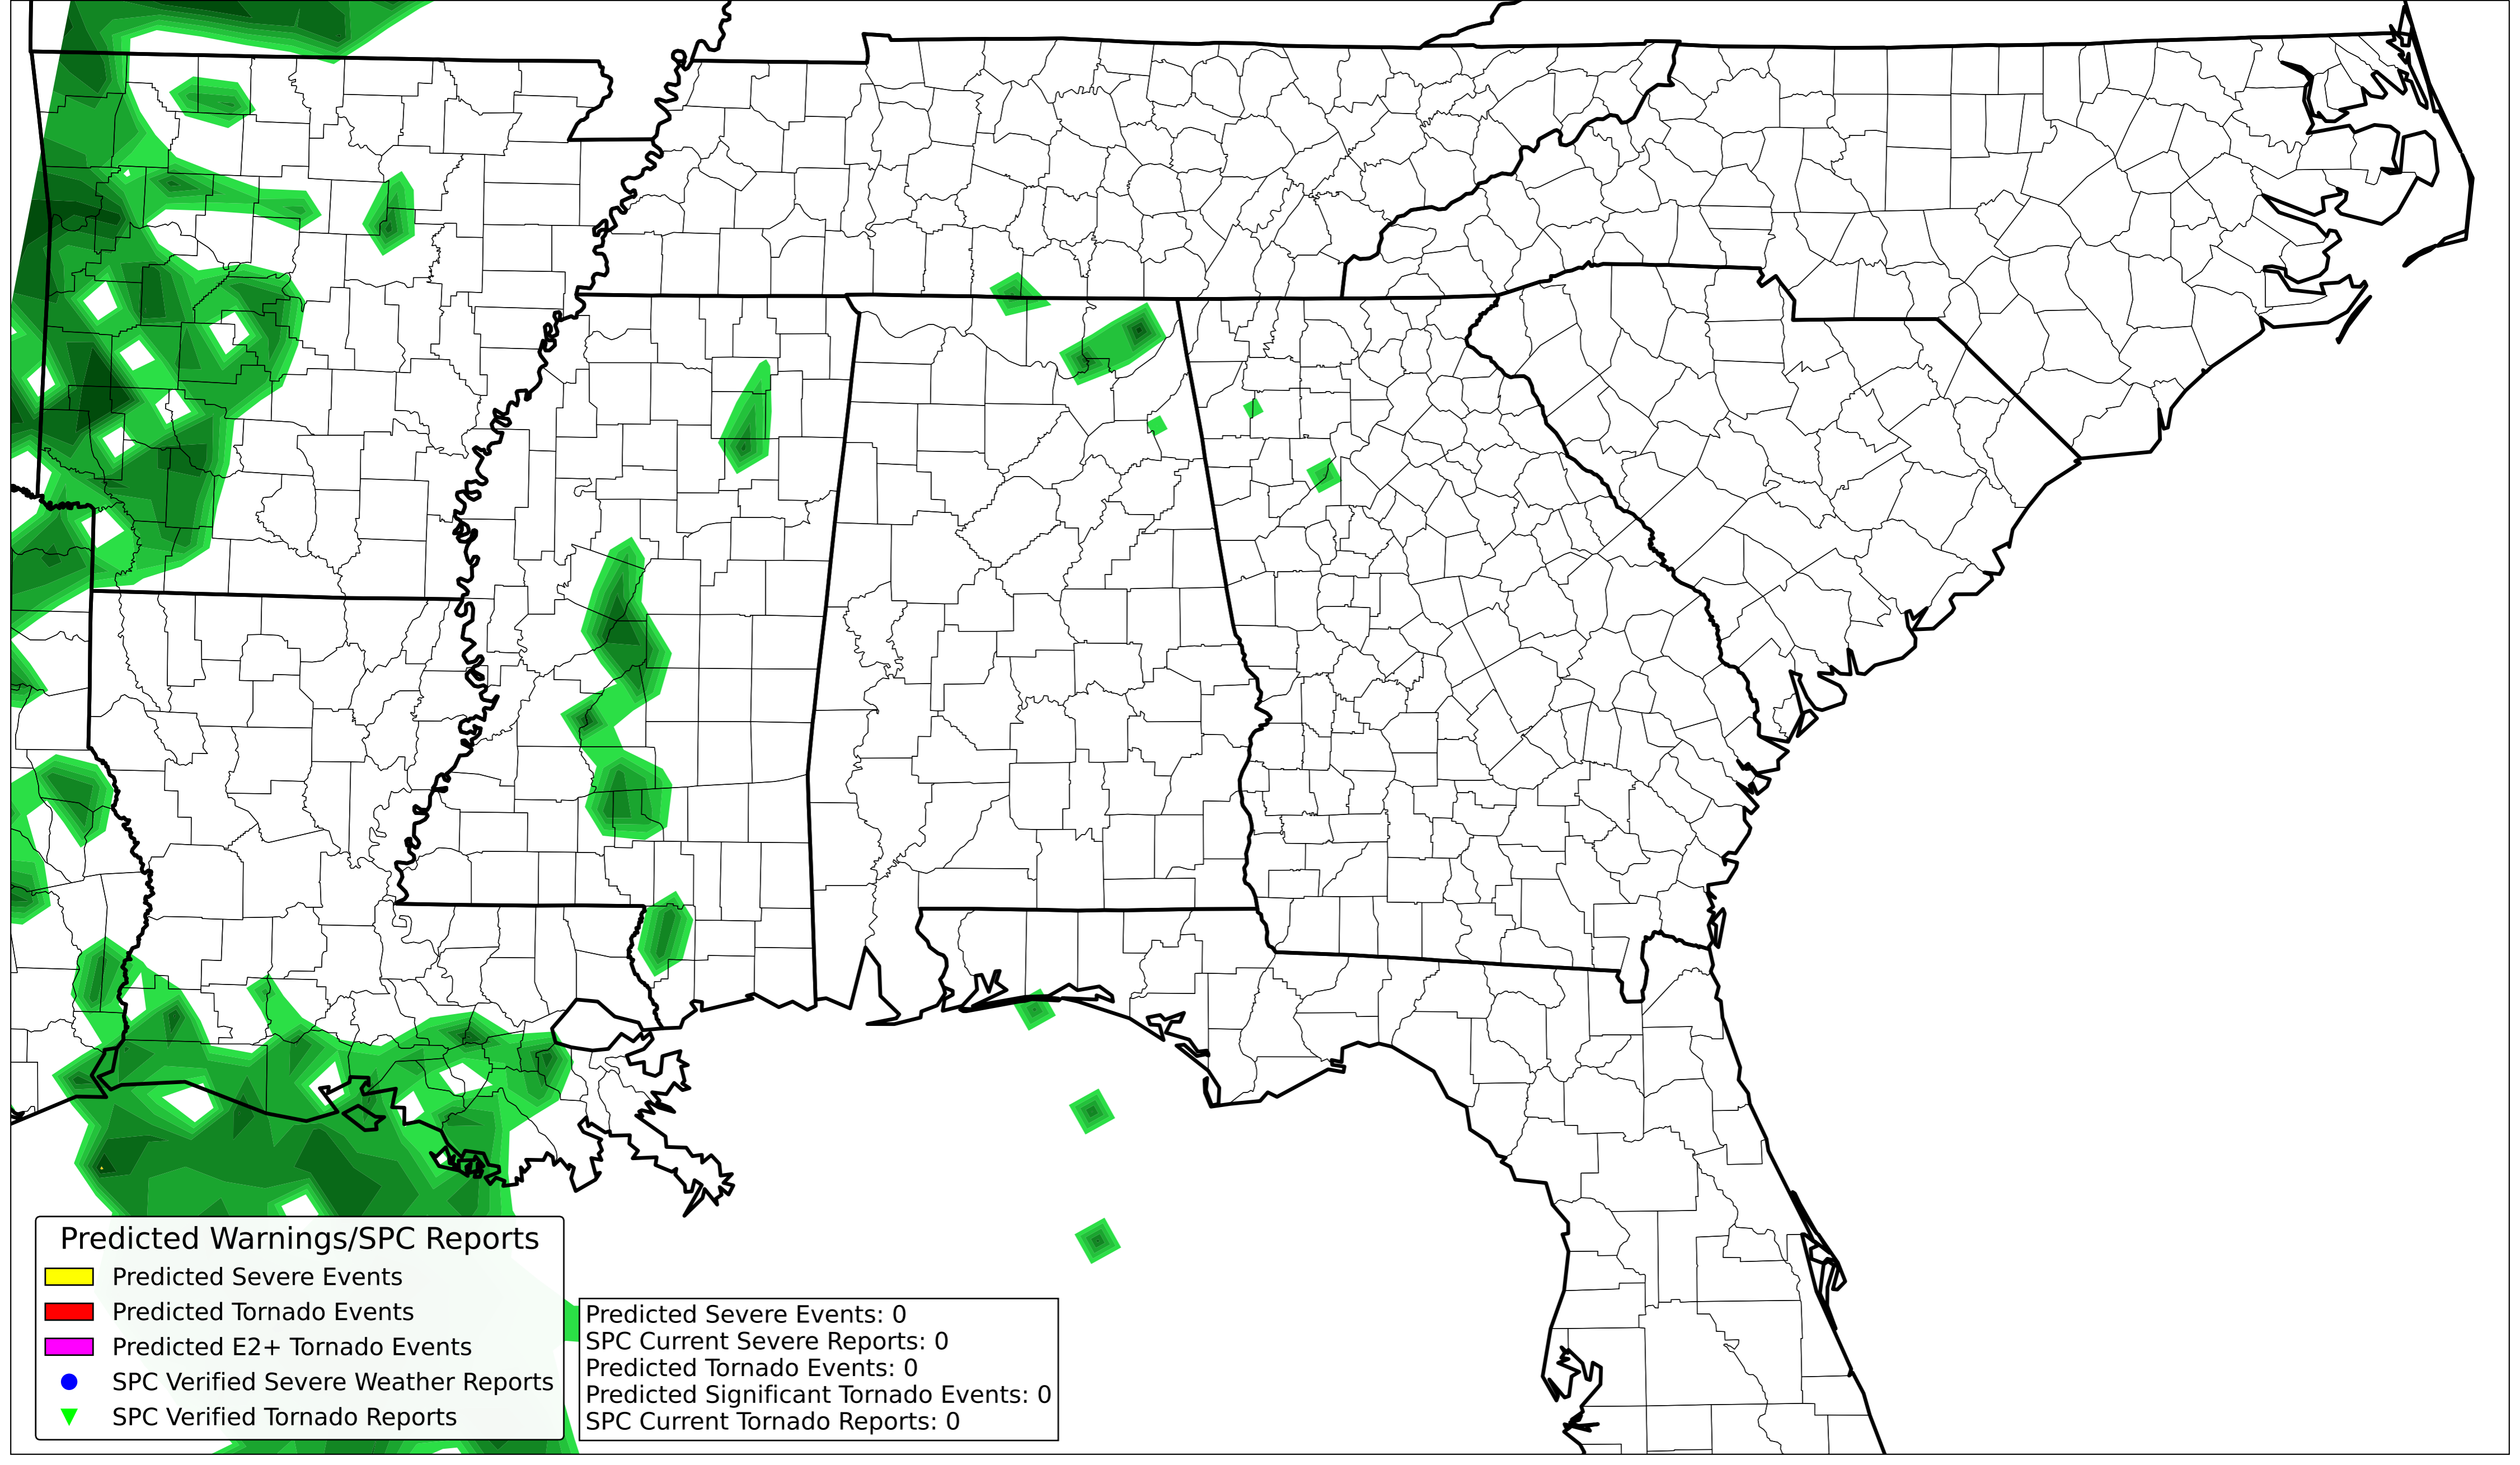 Predicted Warnings/SPC Reports
Predicted Severe Events
Predicted Tornado Events
Predicted E2+ Tornado Events
SPC Verified Severe Weather Reports
SPC Verified Tornado Reports
Predicted Severe Events: 0
SPC Current Severe Reports: 0
Predicted Tornado Events: 0
Predicted Significant Tornado Events: 0
SPC Current Tornado Reports: 0